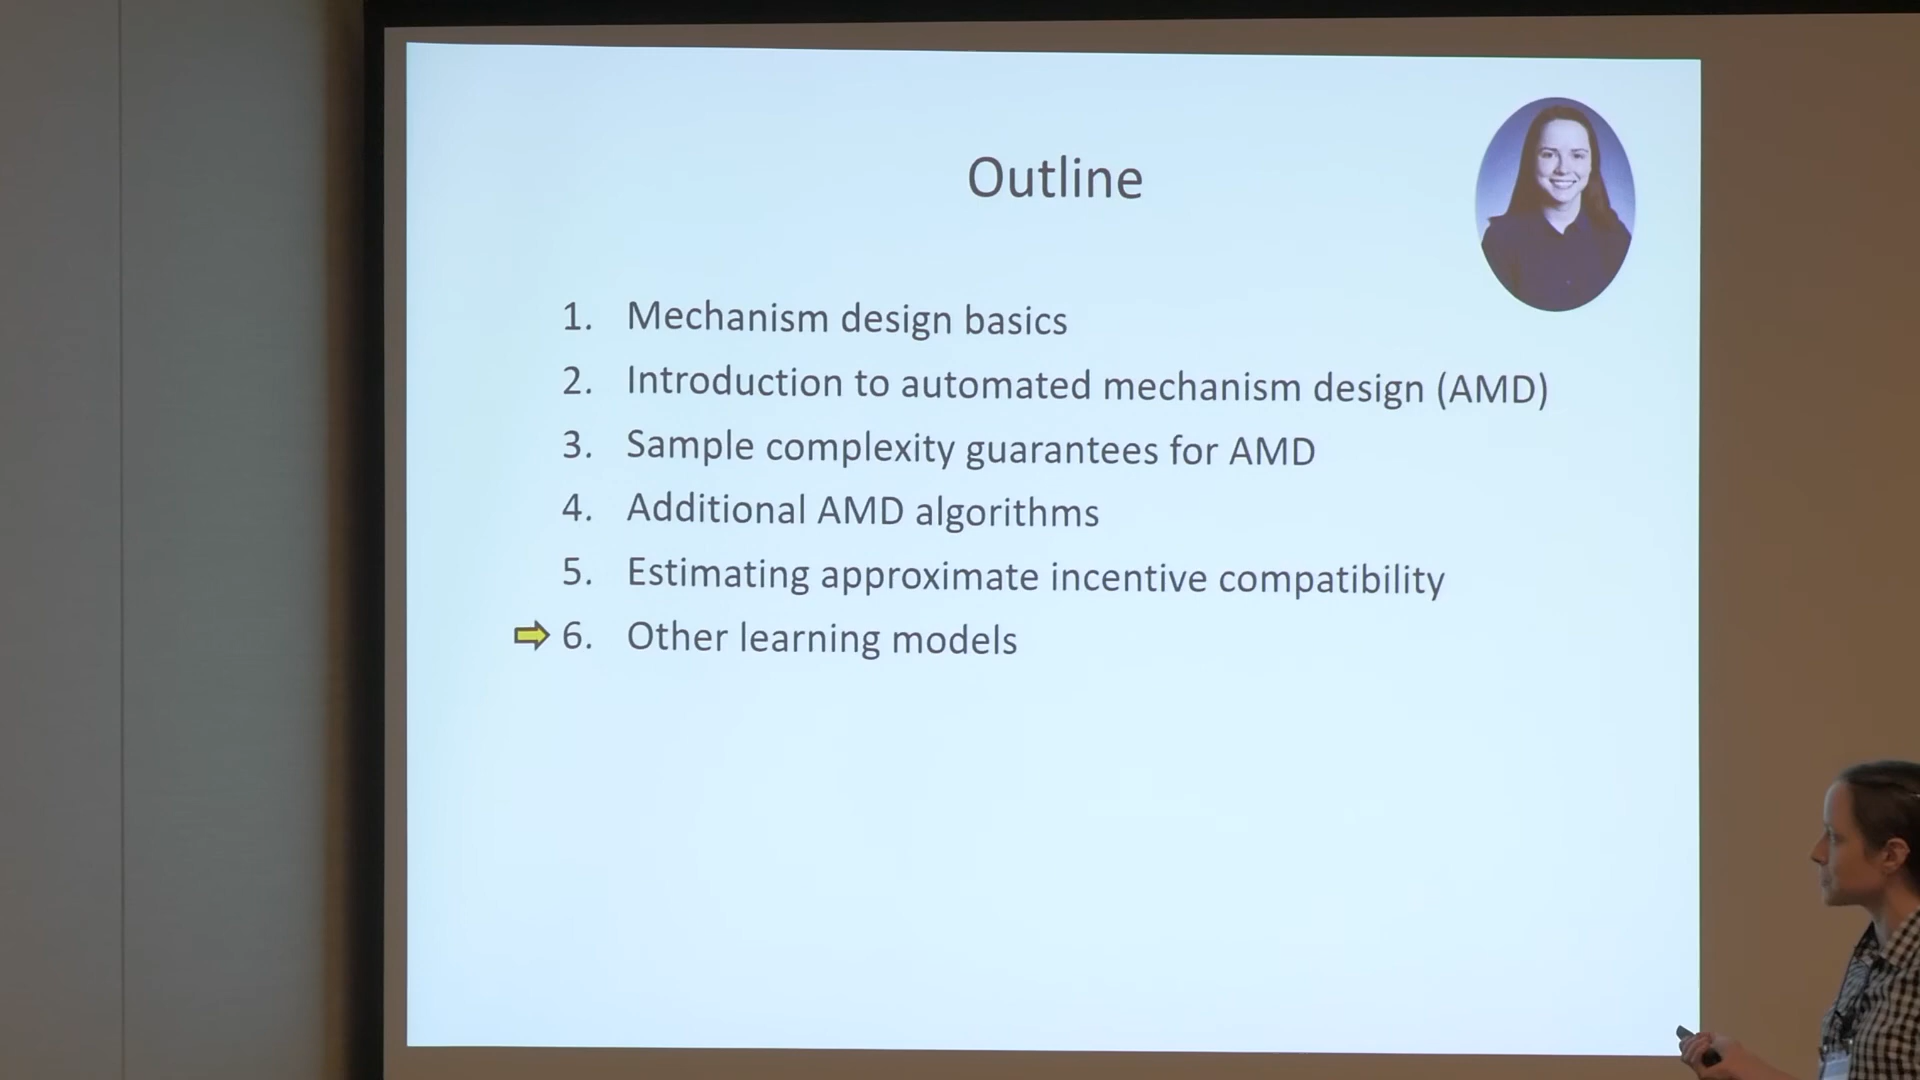 Outline
1. Mechanism design basics
2. Introduction to automated mechanism design (AMD)
3. Sample complexity guarantees for AMD
4. Additional AMD algorithms
5. Estimating approximate incentive compatibility
6. Other learning models